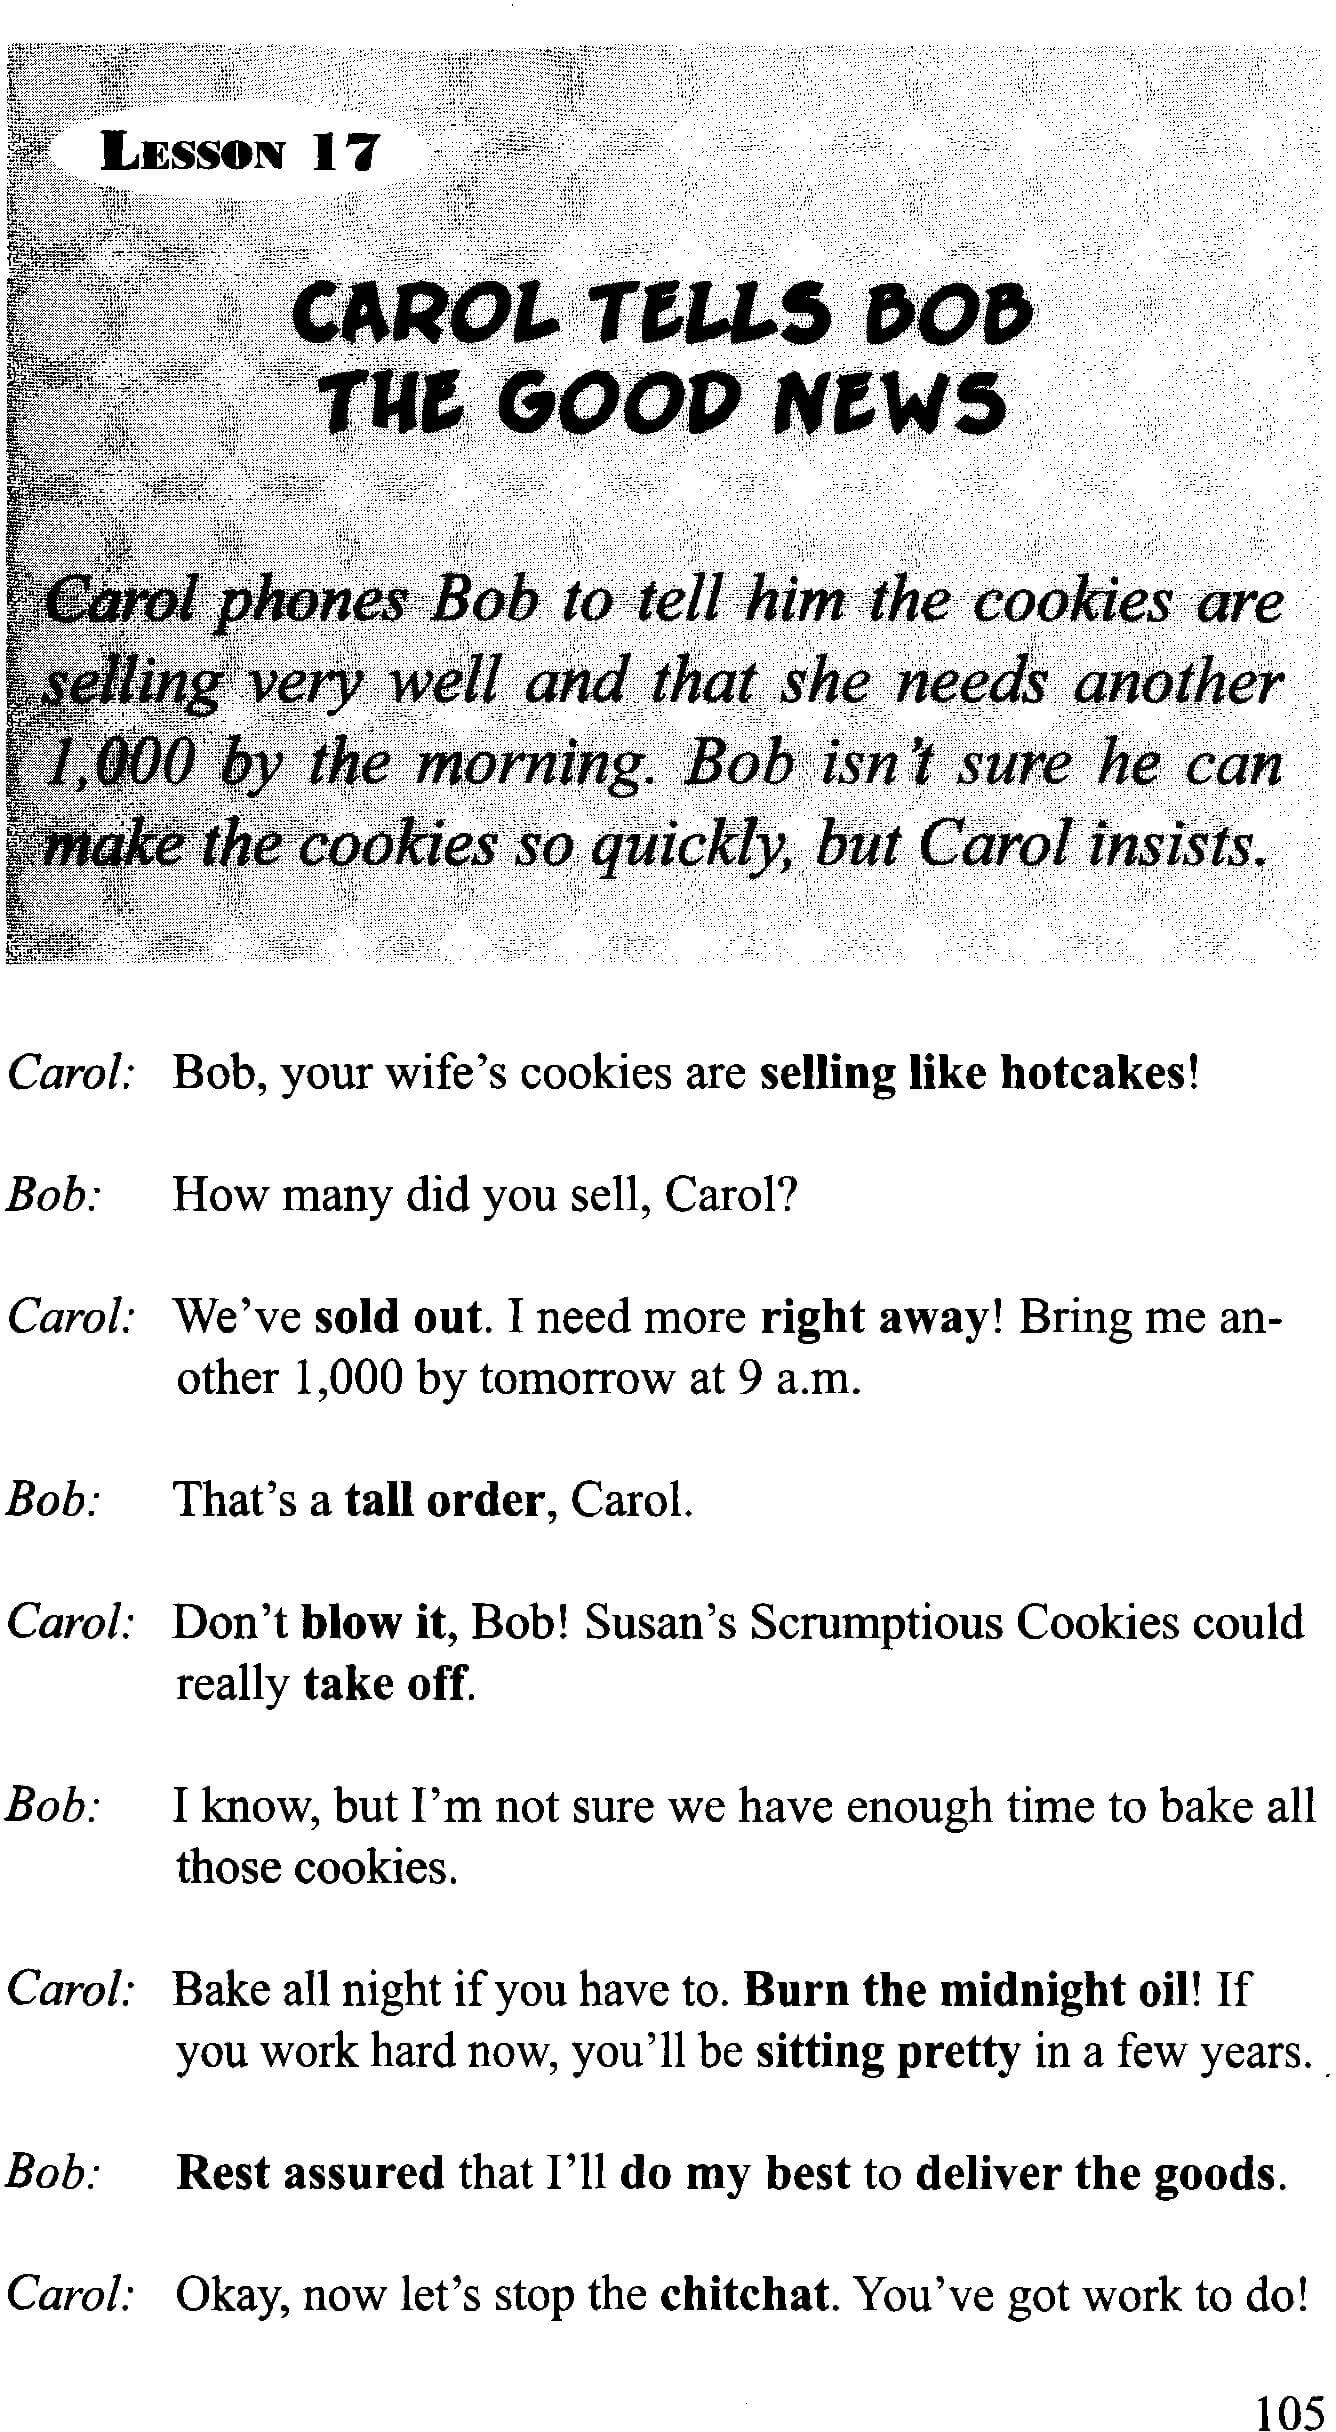 LESSON 17
CAROL TELLS BOB
THE GOOD NEWS
Carol phones Bob to tell him the cookies are
selling very well and that she needs another
1,000 by the morning. Bob isn't sure he can
make the cookies so quickly, but Carol insists.
Carol: Bob, your wife's cookies are selling like hotcakes!
Bob: How many did you sell, Carol?
Carol: We've sold out. I need more right away! Bring me an-
other 1,000 by tomorrow at 9 a.m.
Bob: That's a tall order, Carol.
Carol: Don't blow it, Bob! Susan's Scrumptious Cookies could
really take off.
Bob: I know, but I'm not sure we have enough time to bake all
those cookies.
Carol: Bake all night if you have to. Burn the midnight oil! If
you work hard now, you'll be sitting pretty in a few years.
Bob: Rest assured that I'll do my best to deliver the goods.
Carol: Okay, now let's stop the chitchat. You've got work to do!
105